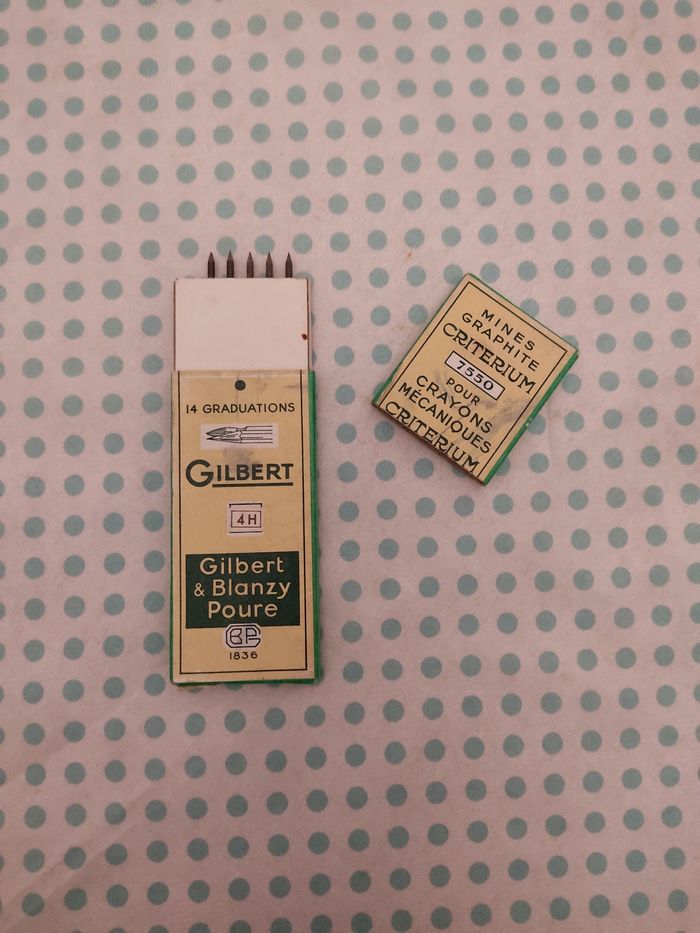 14 GRADUATIONS
GILBERT
4H
Gilbert
& Blanzy
Poure
BP
1836
MINES
GRAPHITE
CRITERIUM
7550
POUR
CRAYONS
MÉCANIQUES
CRITERIUM